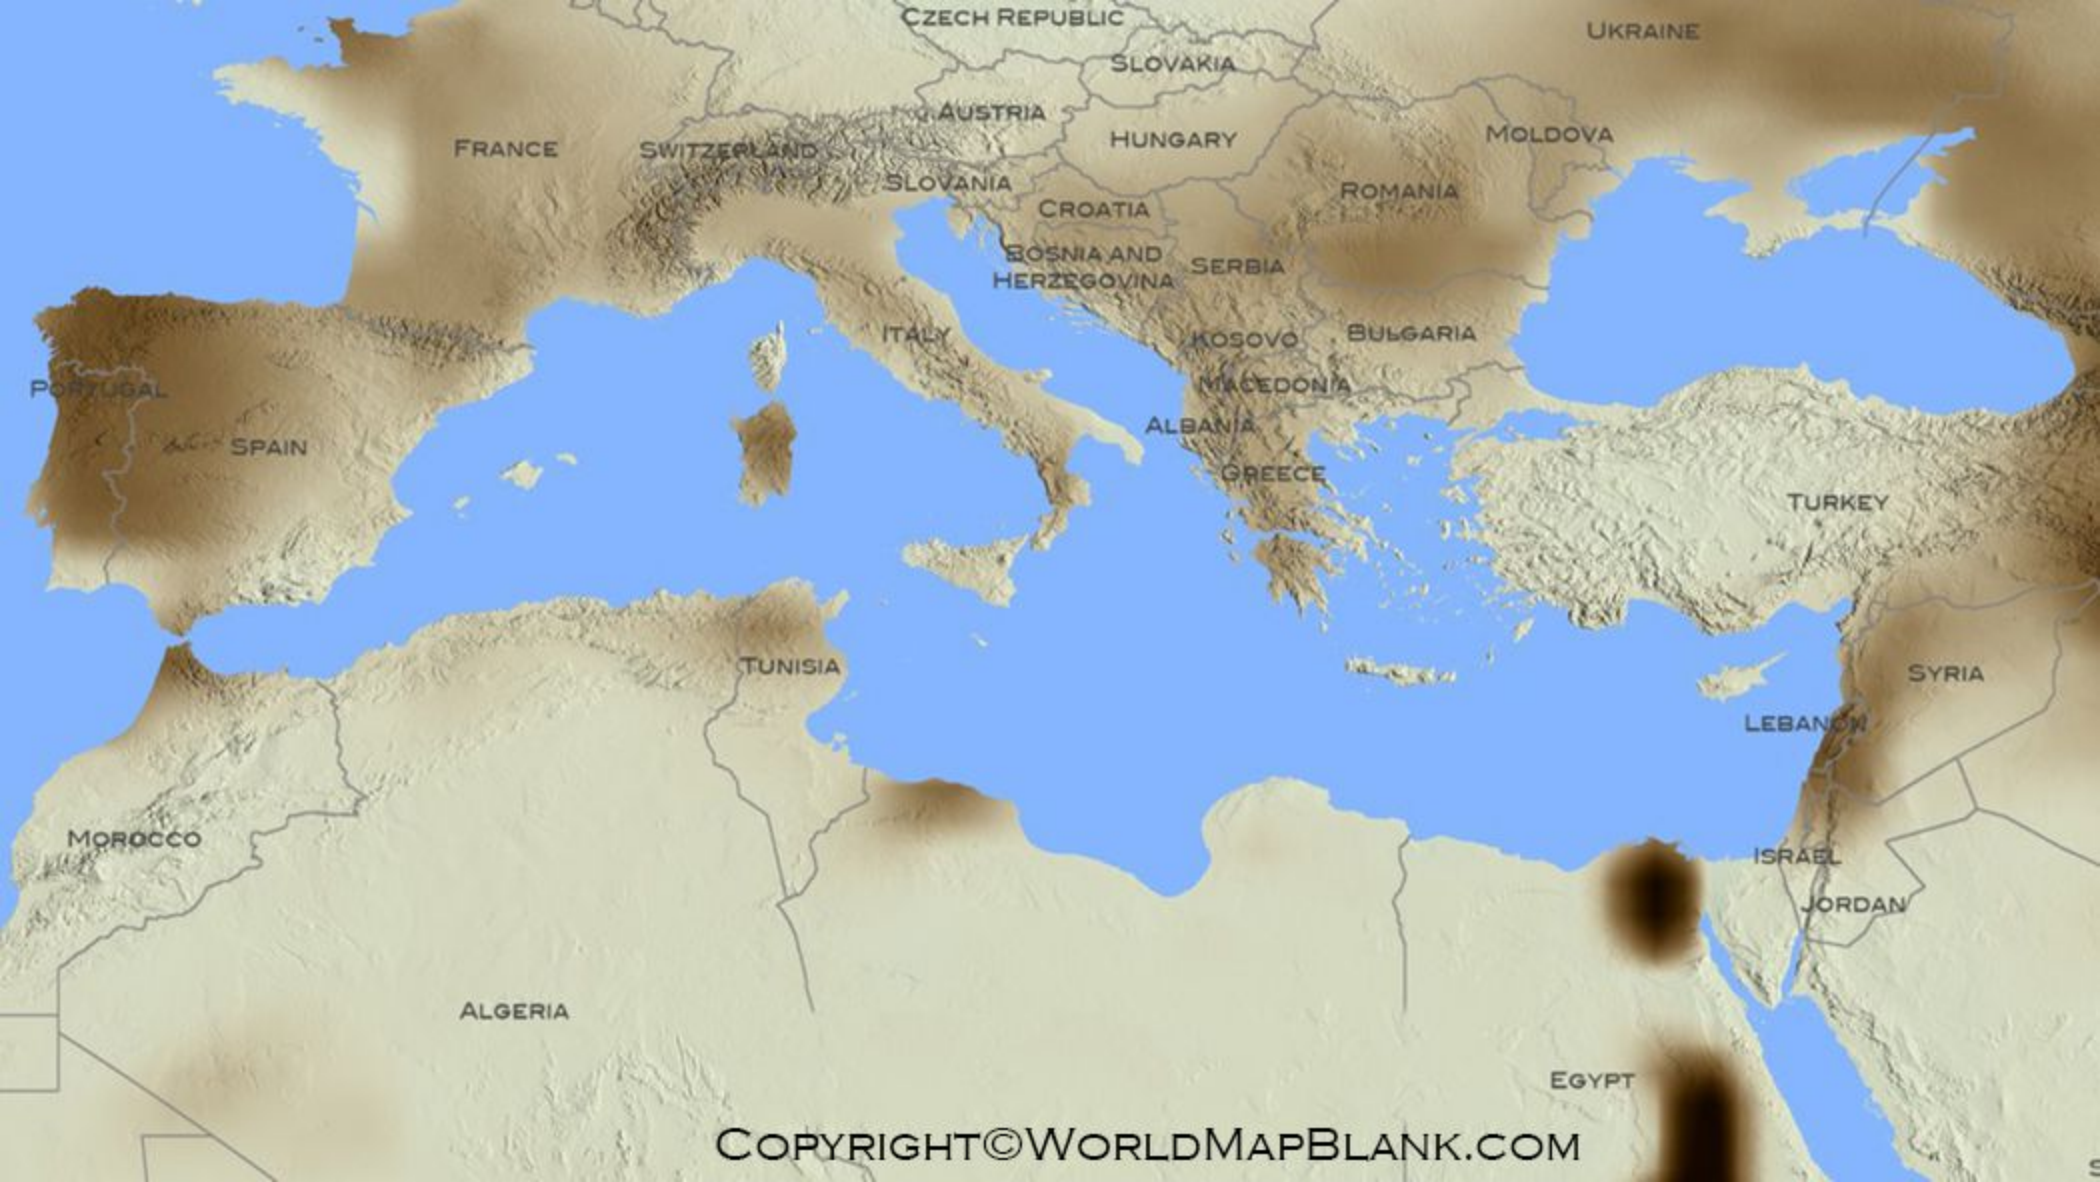 CZECH REPUBLIC
UKRAINE
SLOVAKIA
AUSTRIA
MOLDOVA
HUNGARY
FRANCE
SWITZERLAND
SLOVANIA
ROMANIA
CROATIA
BOSNIA AND
HERZEGOVINA
SERBIA
ITALY
BULGARIA
KOSOVO
MACEDONIA
PORTUGAL
ALBANIA
SPAIN
GREECE
TURKEY
TUNISIA
SYRIA
LEBANON
MOROCCO
ISRAEL
JORDAN
ALGERIA
EGYPT
COPYRIGHT©WORLDMAPBLANK.COM